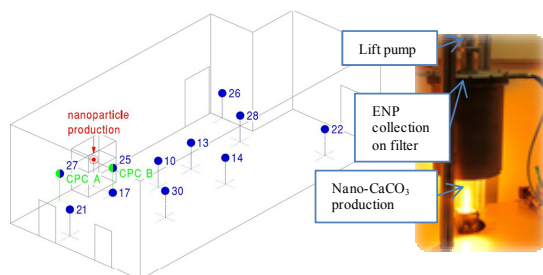 nanoparticle
production
26
28
13
22
27
25
10
14
CPC A
CPC B
17
30
21
Lift pump
ENP
collection
on filter
Nano-CaCO₃
production